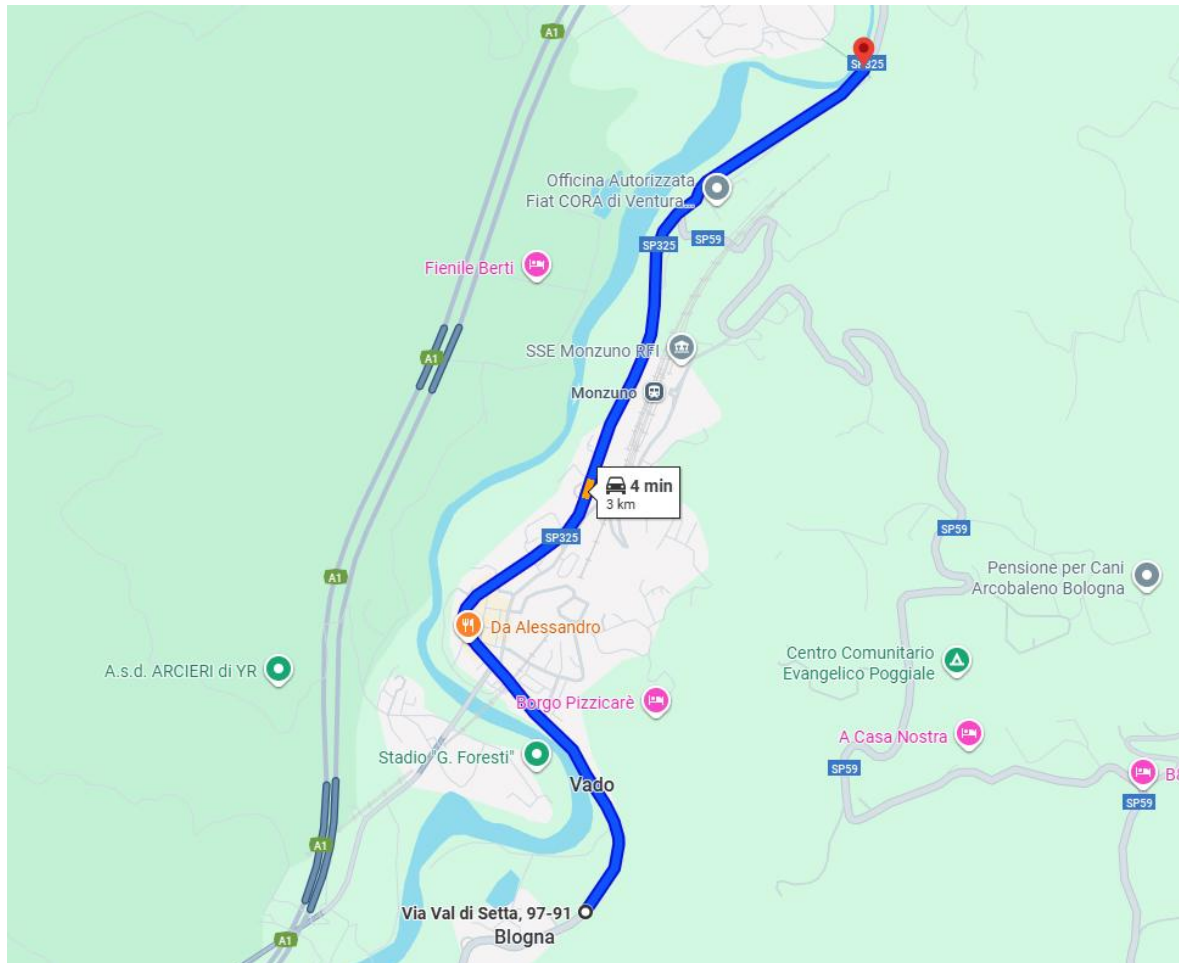 A1
SP325
Officina Autorizzata
Fiat CORA di Ventura...
SP325
SP59
Fienile Berti
SSE Monzuno RFI
A1
Monzuno
4 min
3 km
SP325
SP59
A1
Pensione per Cani
Arcobaleno Bologna
Da Alessandro
Centro Comunitario
Evangelico Poggiale
A.s.d. ARCIERI di YR
Borgo Pizzicarè
A Casa Nostra
Stadio "G. Foresti"
SP59
B&
Vado
SP59
A1
Via Val di Setta, 97-91
Blogna
A1